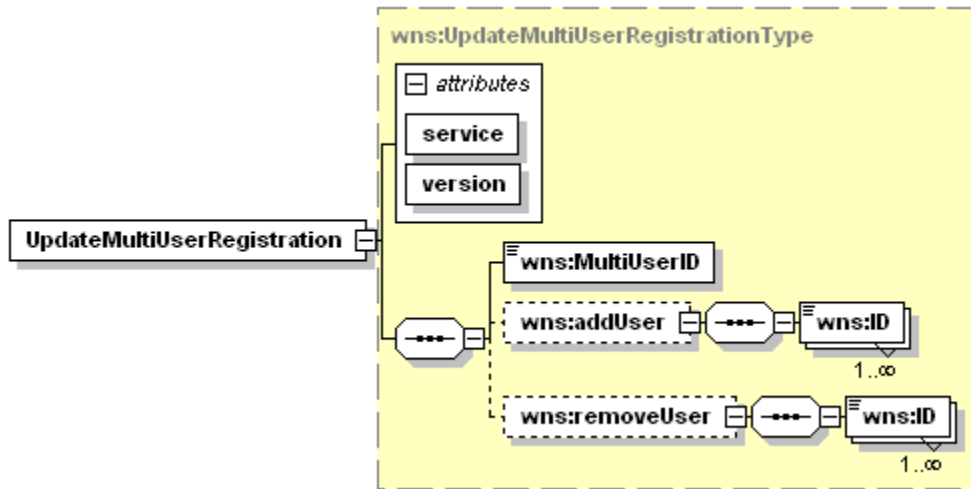 wns:UpdateMultiUserRegistrationType
attributes
service
version
UpdateMultiUserRegistration
wns:MultiUserID
wns:addUser
wns:ID
1..∞
wns:removeUser
wns:ID
1..∞